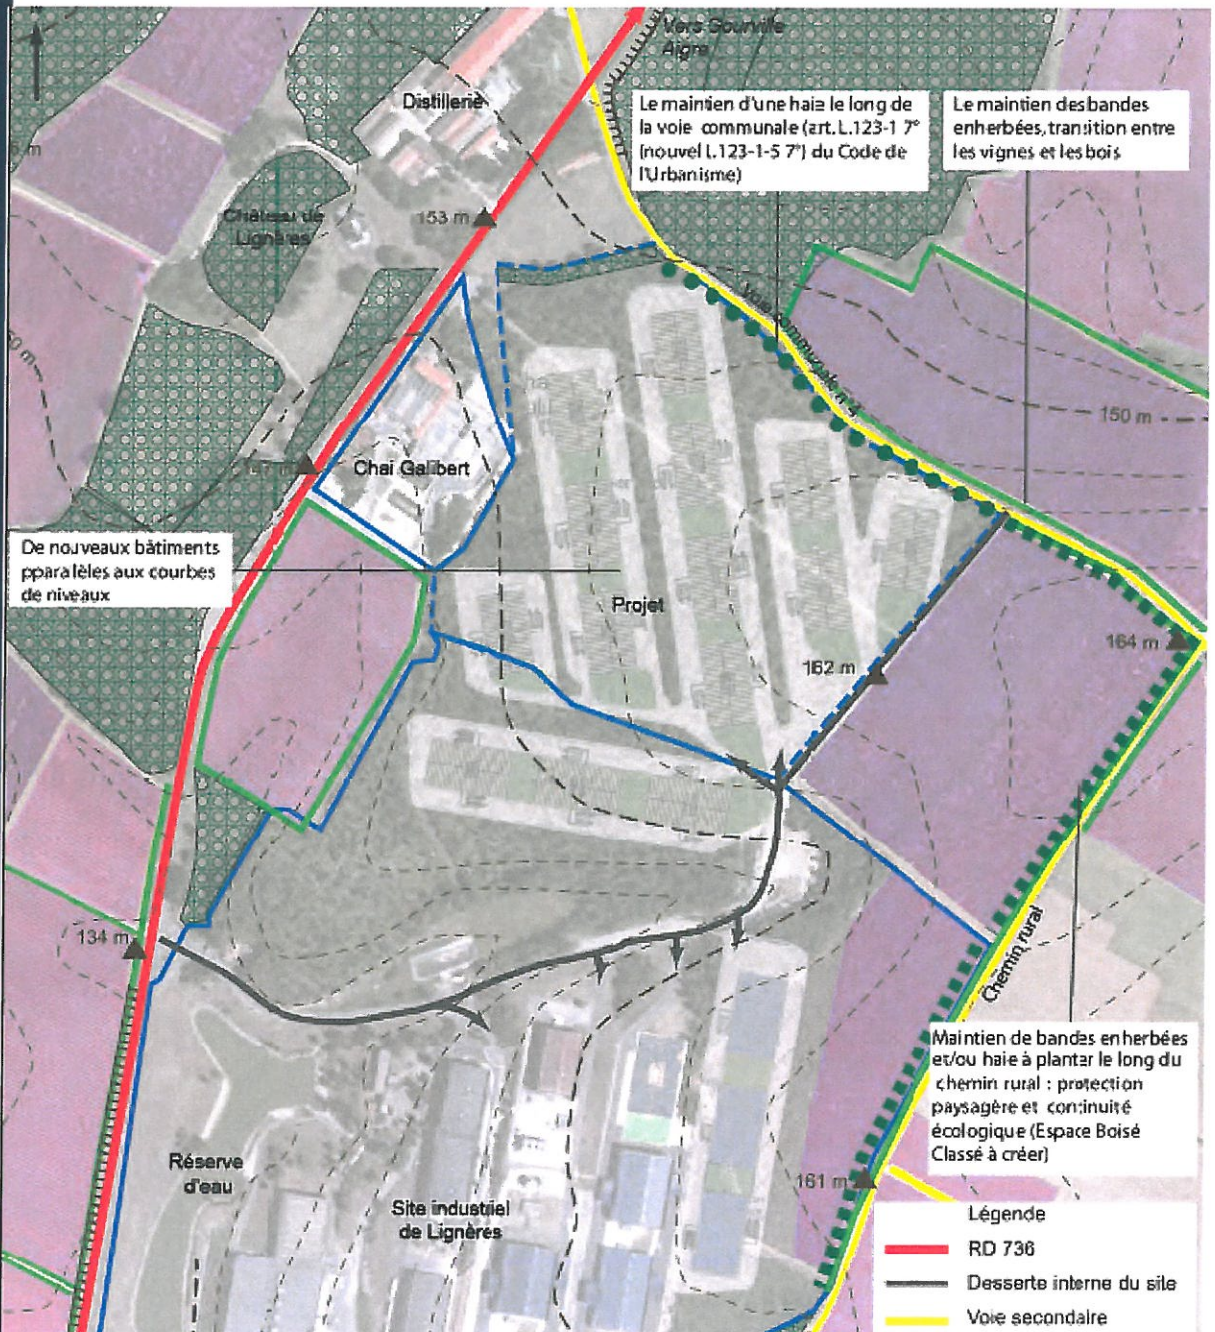 Vers Gourville
Aigre
Distillerie
Le maintien d'une haie le long de
la voie communale (art. L.123-1 7°
(nouvel L.123-1-5 7°) du Code de
l'Urbanisme)
Le maintien des bandes
enherbées, transition entre
les vignes et les bois
Château de
Lignères
153 m
150 m
Chai Galibert
De nouveaux bâtiments
pparalèles aux courbes
de niveaux
Projet
162 m
164 m
134 m
Chemin rural
Maintien de bandes enherbées
et/ou haie à planter le long du
chemin rural : protection
paysagère et continuité
écologique (Espace Boisé
Classé à créer)
Réserve
d'eau
Site industriel
de Lignères
161 m
Légende
RD 736
Desserte interne du site
Voie secondaire